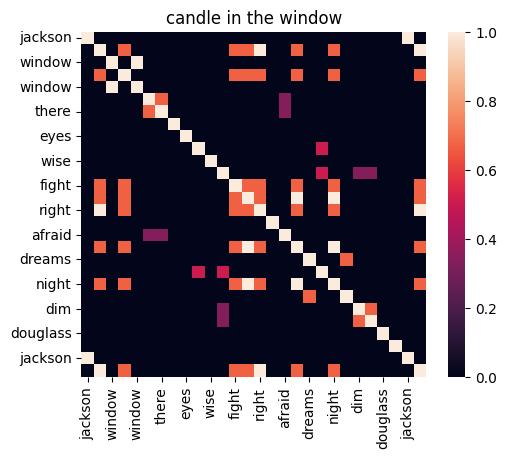 candle in the window
jackson
window
window
there
eyes
wise
fight
right
afraid
dreams
night
dim
douglass
jackson
1.0
0.8
0.6
0.4
0.2
0.0
jackson
window
window
there
eyes
wise
fight
right
afraid
dreams
night
dim
douglass
jackson